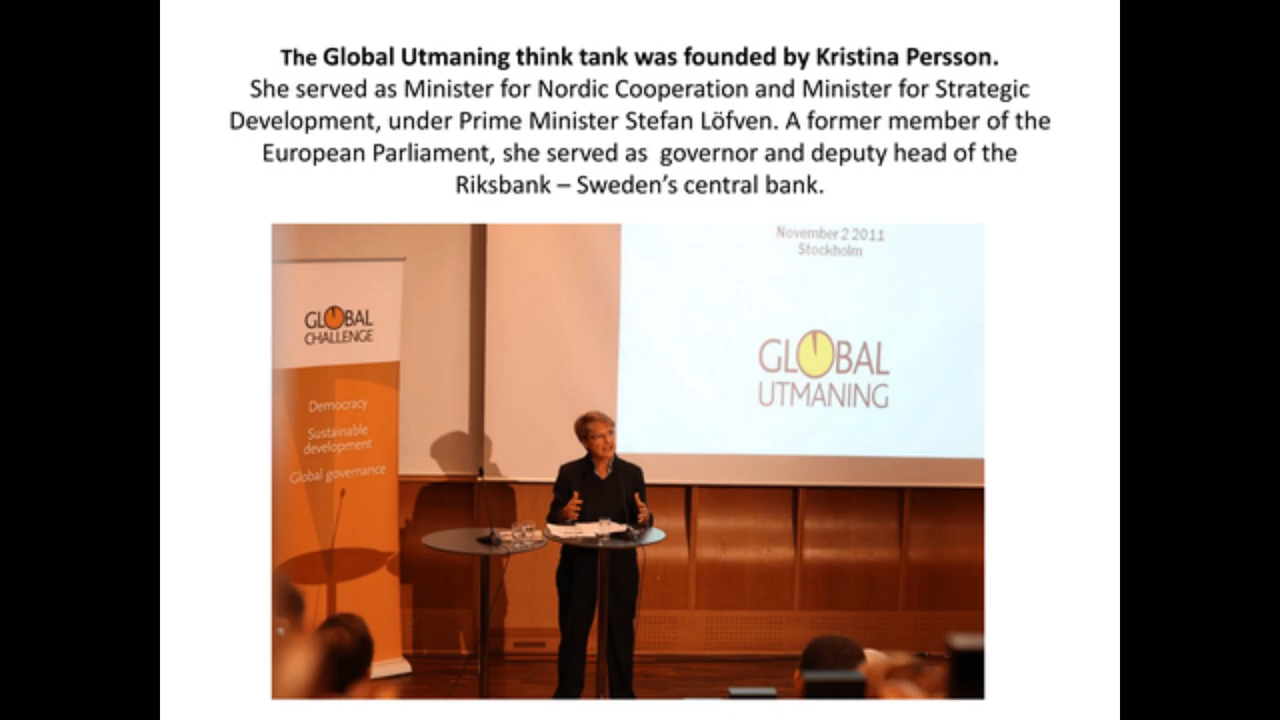 The Global Utmaning think tank was founded by Kristina Persson.
She served as Minister for Nordic Cooperation and Minister for Strategic
Development, under Prime Minister Stefan Löfven. A former member of the
European Parliament, she served as  governor and deputy head of the
Riksbank – Sweden’s central bank.
November 2 2011
Stockholm
GLOBAL
UTMANING
GLOBAL
CHALLENGE
Democracy
Sustainable
development
Global governance